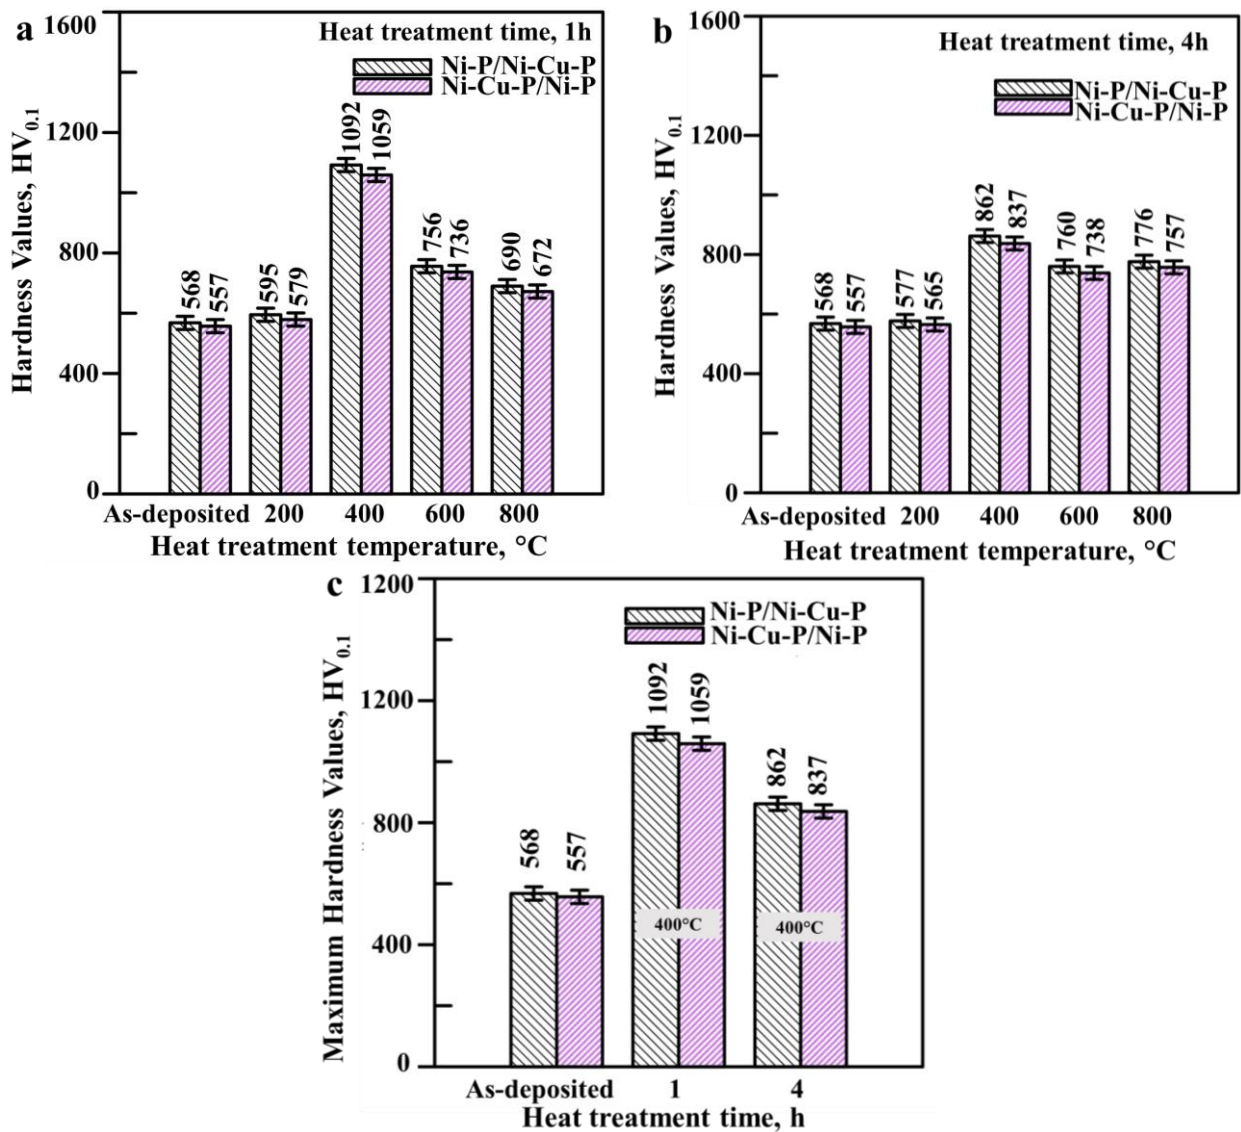 a
1600
1200
800
400
0
Hardness Values, HV0.1
Heat treatment time, 1h
Ni-P/Ni-Cu-P
Ni-Cu-P/Ni-P
568
557
595
579
1092
1059
756
736
690
672
As-deposited 200 400 600 800
Heat treatment temperature, °C
b
1600
1200
800
400
0
Hardness Values, HV0.1
Heat treatment time, 4h
Ni-P/Ni-Cu-P
Ni-Cu-P/Ni-P
568
557
577
565
862
837
760
738
776
757
As-deposited 200 400 600 800
Heat treatment temperature, °C
c
1200
1200
800
400
0
Maximum Hardness Values, HV0.1
Ni-P/Ni-Cu-P
Ni-Cu-P/Ni-P
568
557
1092
1059
862
837
400°C
400°C
As-deposited 1 4
Heat treatment time, h